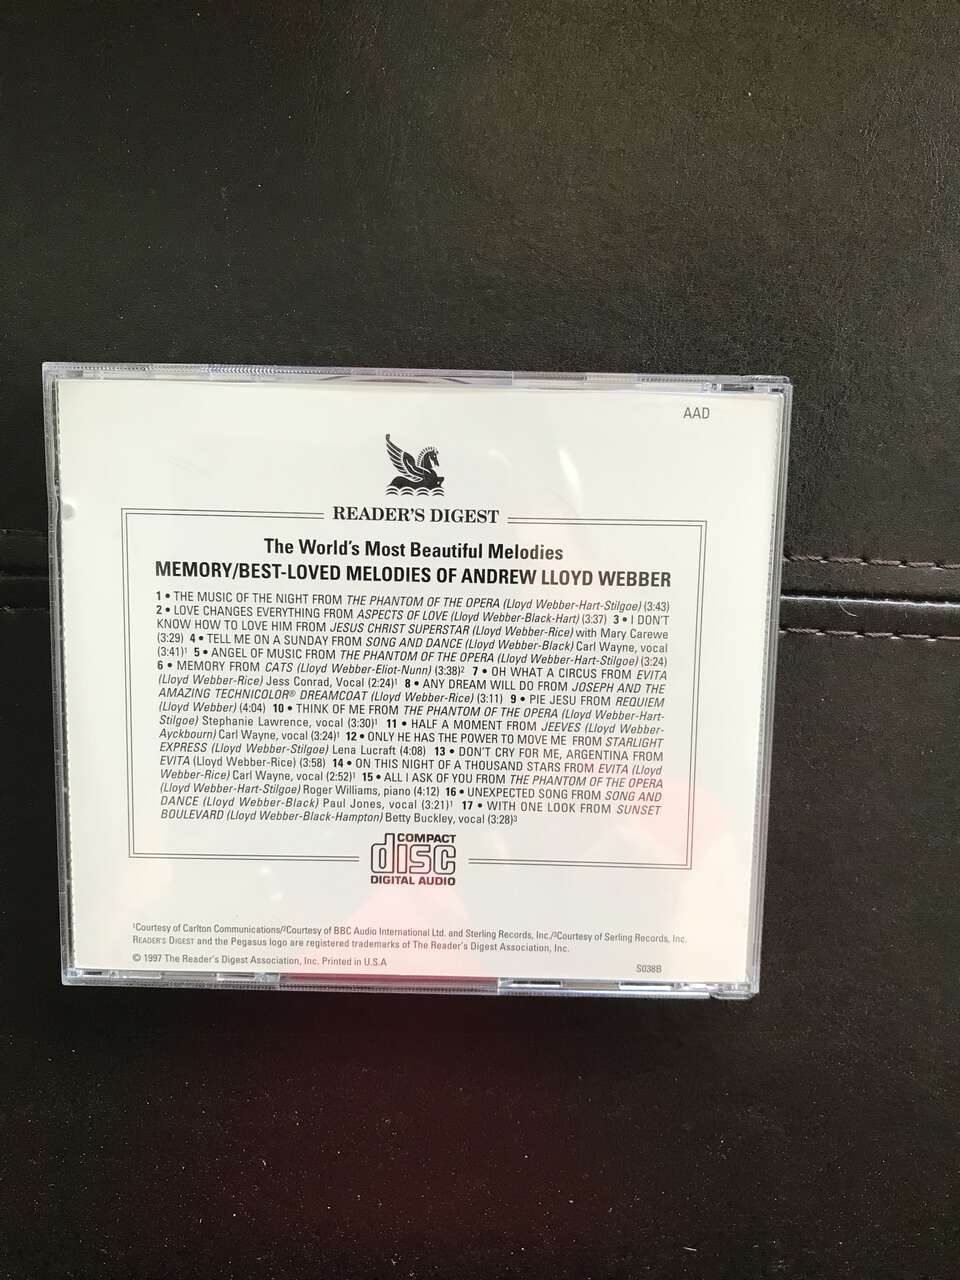 AAD
READER'S DIGEST
The World's Most Beautiful Melodies
MEMORY/BEST-LOVED MELODIES OF ANDREW LLOYD WEBBER
1 • THE MUSIC OF THE NIGHT FROM THE PHANTOM OF THE OPERA (Lloyd Webber-Hart-Stilgoe) (3:43)
2 • LOVE CHANGES EVERYTHING FROM ASPECTS OF LOVE (Lloyd Webber-Black-Hart) (3:37) 3 • I DON'T
KNOW HOW TO LOVE HIM FROM JESUS CHRIST SUPERSTAR (Lloyd Webber-Rice) with Mary Carewe
(3:29) 4 • TELL ME ON A SUNDAY FROM SONG AND DANCE (Lloyd Webber-Black) Carl Wayne, vocal
(3:41)¹ 5 • ANGEL OF MUSIC FROM THE PHANTOM OF THE OPERA (Lloyd Webber-Hart-Stilgoe) (3:24)
6 • MEMORY FROM CATS (Lloyd Webber-Eliot-Nunn) (3:38)² 7 • OH WHAT A CIRCUS FROM EVITA
(Lloyd Webber-Rice) Jess Conrad, Vocal (2:24)¹ 8 • ANY DREAM WILL DO FROM JOSEPH AND THE
AMAZING TECHNICOLOR® DREAMCOAT (Lloyd Webber-Rice) (3:11) 9 • PIE JESU FROM REQUIEM
(Lloyd Webber) (4:04) 10 • THINK OF ME FROM THE PHANTOM OF THE OPERA (Lloyd Webber-Hart-
Stilgoe) Stephanie Lawrence, vocal (3:30)¹ 11 • HALF A MOMENT FROM JEEVES (Lloyd Webber-
Ayckbourn) Carl Wayne, vocal (3:24)¹ 12 • ONLY HE HAS THE POWER TO MOVE ME FROM STARLIGHT
EXPRESS (Lloyd Webber-Stilgoe) Lena Lucraft (4:08) 13 • DON'T CRY FOR ME, ARGENTINA FROM
EVITA (Lloyd Webber-Rice) (3:58) 14 • ON THIS NIGHT OF A THOUSAND STARS FROM EVITA (Lloyd
Webber-Rice) Carl Wayne, vocal (2:52)¹ 15 • ALL I ASK OF YOU FROM THE PHANTOM OF THE OPERA
(Lloyd Webber-Hart-Stilgoe) Roger Williams, piano (4:12) 16 • UNEXPECTED SONG FROM SONG AND
DANCE (Lloyd Webber-Black) Paul Jones, vocal (3:21)¹ 17 • WITH ONE LOOK FROM SUNSET
BOULEVARD (Lloyd Webber-Black-Hampton) Betty Buckley, vocal (3:28)³
COMPACT
disc
DIGITAL AUDIO
¹Courtesy of Carlton Communications/²Courtesy of BBC Audio International Ltd. and Sterling Records, Inc./³Courtesy of Serling Records, Inc.
READER'S DIGEST and the Pegasus logo are registered trademarks of The Reader's Digest Association, Inc.
© 1997 The Reader's Digest Association, Inc. Printed in U.S.A
S038B